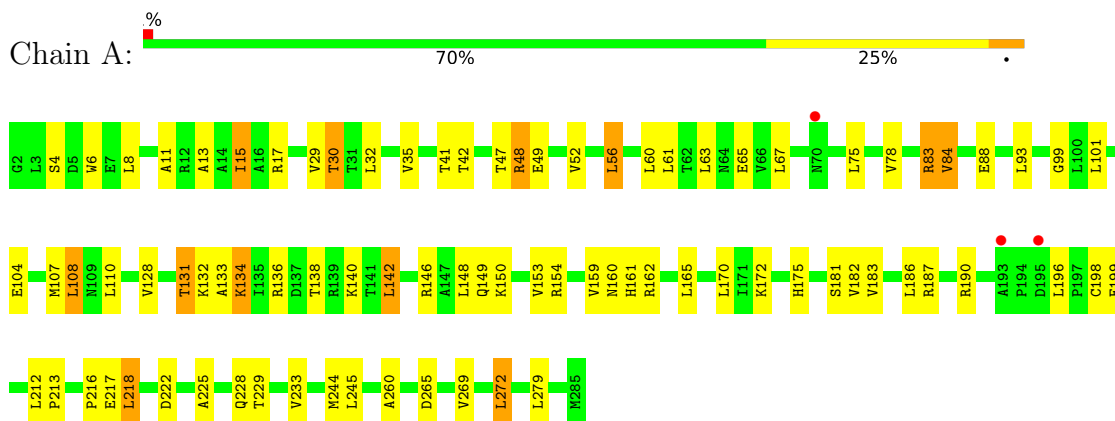 %
Chain A:
70% 25% •
G2 L3 S4 D5 W6 E7 L8 A11 R12 A13 A14 I15 A16 R17 V29 T30 T31 L32 V35 T41 T42 T47 R48 E49 V52 L56 L60 L61 T62 L63 N64 E65 V66 L67 N70 L75 V78 R83 V84 E88 L93 G99 L100 L101
E104 M107 L108 N109 L110 V128 T131 K132 A133 K134 I135 R136 D137 T138 R139 K140 T141 L142 R146 A147 L148 Q149 K150 V153 R154 V159 N160 H161 R162 L165 L170 I171 K172 H175 S181 V182 V183 L186 R187 R190 A193 P194 D195 L196 P197 C198 E199
L212 P213 P216 E217 L218 D222 A225 Q228 T229 V233 M244 L245 A260 D265 V269 L272 L279 M285